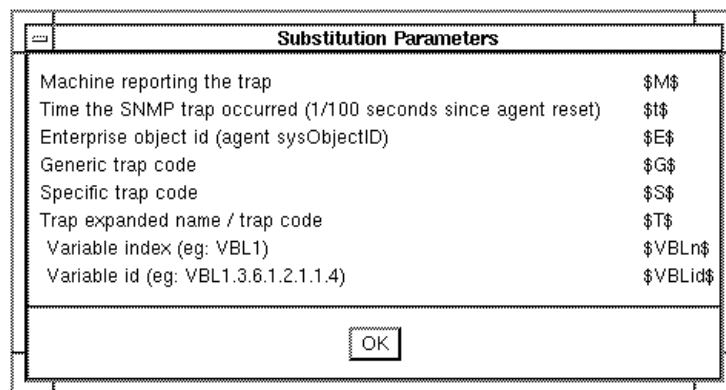 Substitution Parameters
Machine reporting the trap $M$
Time the SNMP trap occurred (1/100 seconds since agent reset) $t$
Enterprise object id (agent sysObjectID) $E$
Generic trap code $G$
Specific trap code $S$
Trap expanded name / trap code $T$
Variable index (eg: VBL1) $VBLn$
Variable id (eg: VBL1.3.6.1.2.1.1.4) $VBLid$
OK